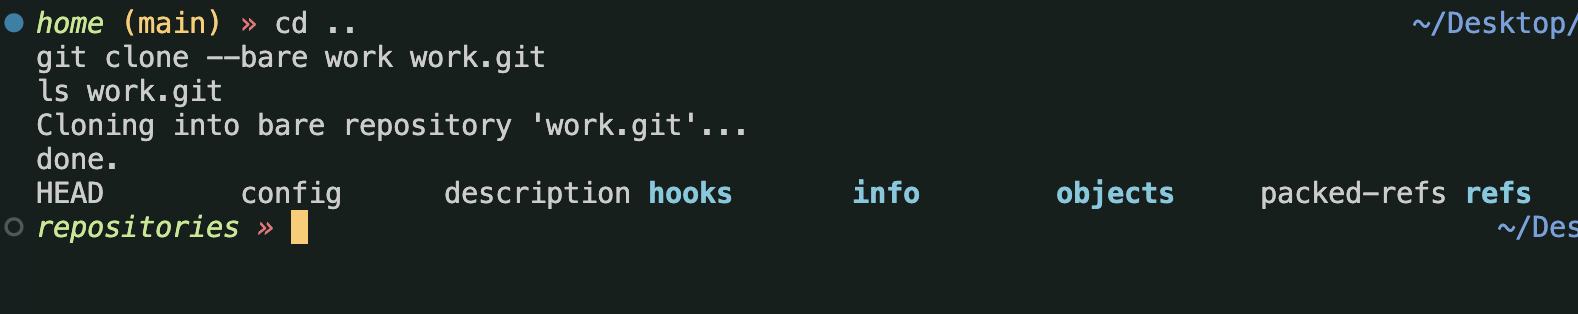 home (main) » cd .. ~/Desktop/
git clone --bare work work.git
ls work.git
Cloning into bare repository 'work.git'...
done.
HEAD config description hooks info objects packed-refs refs
repositories » ~/Des